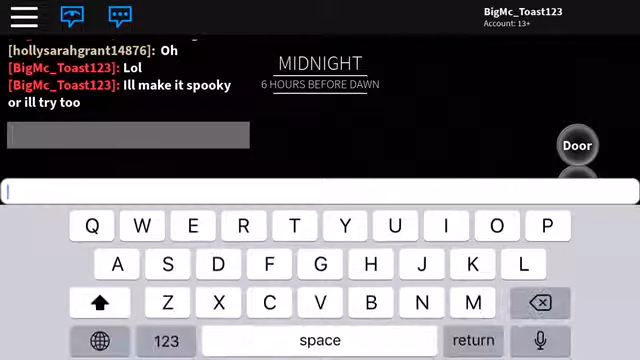 BigMc_Toast123
Account: 13+
[hollysarahgrant14876]: Oh
[BigMc_Toast123]: Lol
[BigMc_Toast123]: Ill make it spooky
or ill try too
MIDNIGHT
6 HOURS BEFORE DAWN
Door
Q W E R T Y U I O P
A S D F G H J K L
Z X C V B N M
123 space return